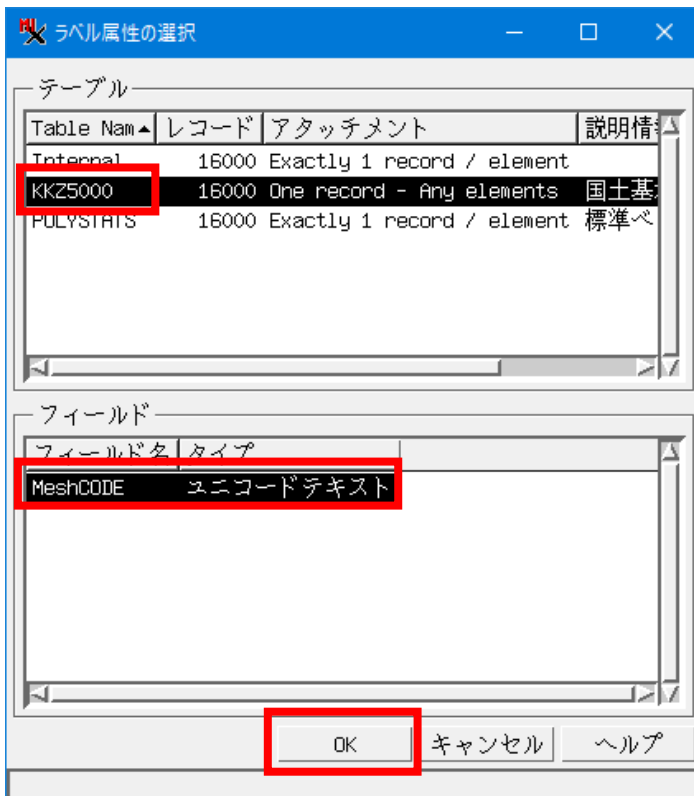 ラベル属性の選択
テーブル
Table Nam レコード アタッチメント 説明情
Internal 16000 Exactly 1 record / element
KKZ5000 16000 One record - Any elements 国土基
POLYSTATS 16000 Exactly 1 record / element 標準ベ
フィールド
フィールド名 タイプ
MeshCODE ユニコードテキスト
OK キャンセル ヘルプ